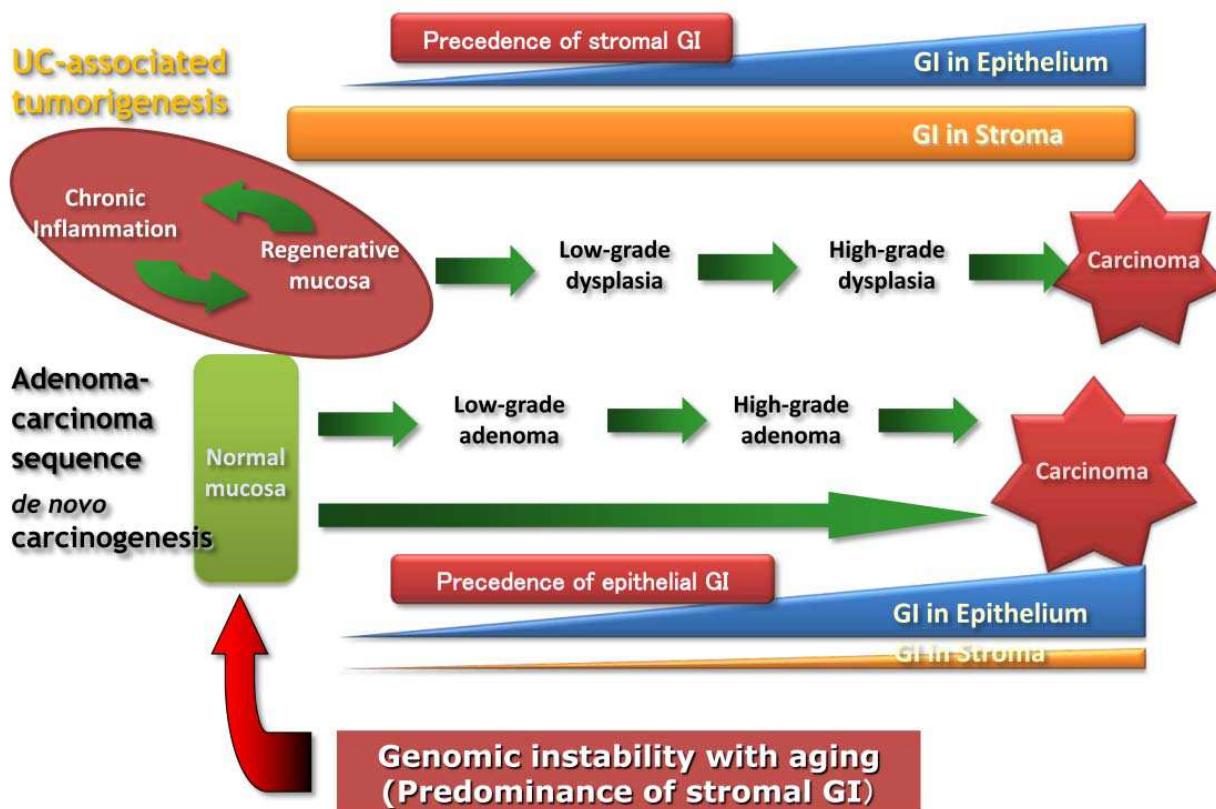 Precedence of stromal GI
GI in Epithelium
UC-associated
tumorigenesis
GI in Stroma
Chronic
Inflammation
Regenerative
mucosa
Low-grade
dysplasia
High-grade
dysplasia
Carcinoma
Adenoma-
carcinoma
sequence
de novo
carcinogenesis
Normal
mucosa
Low-grade
adenoma
High-grade
adenoma
Carcinoma
Precedence of epithelial GI
GI in Epithelium
GI in Stroma
Genomic instability with aging
(Predominance of stromal GI)